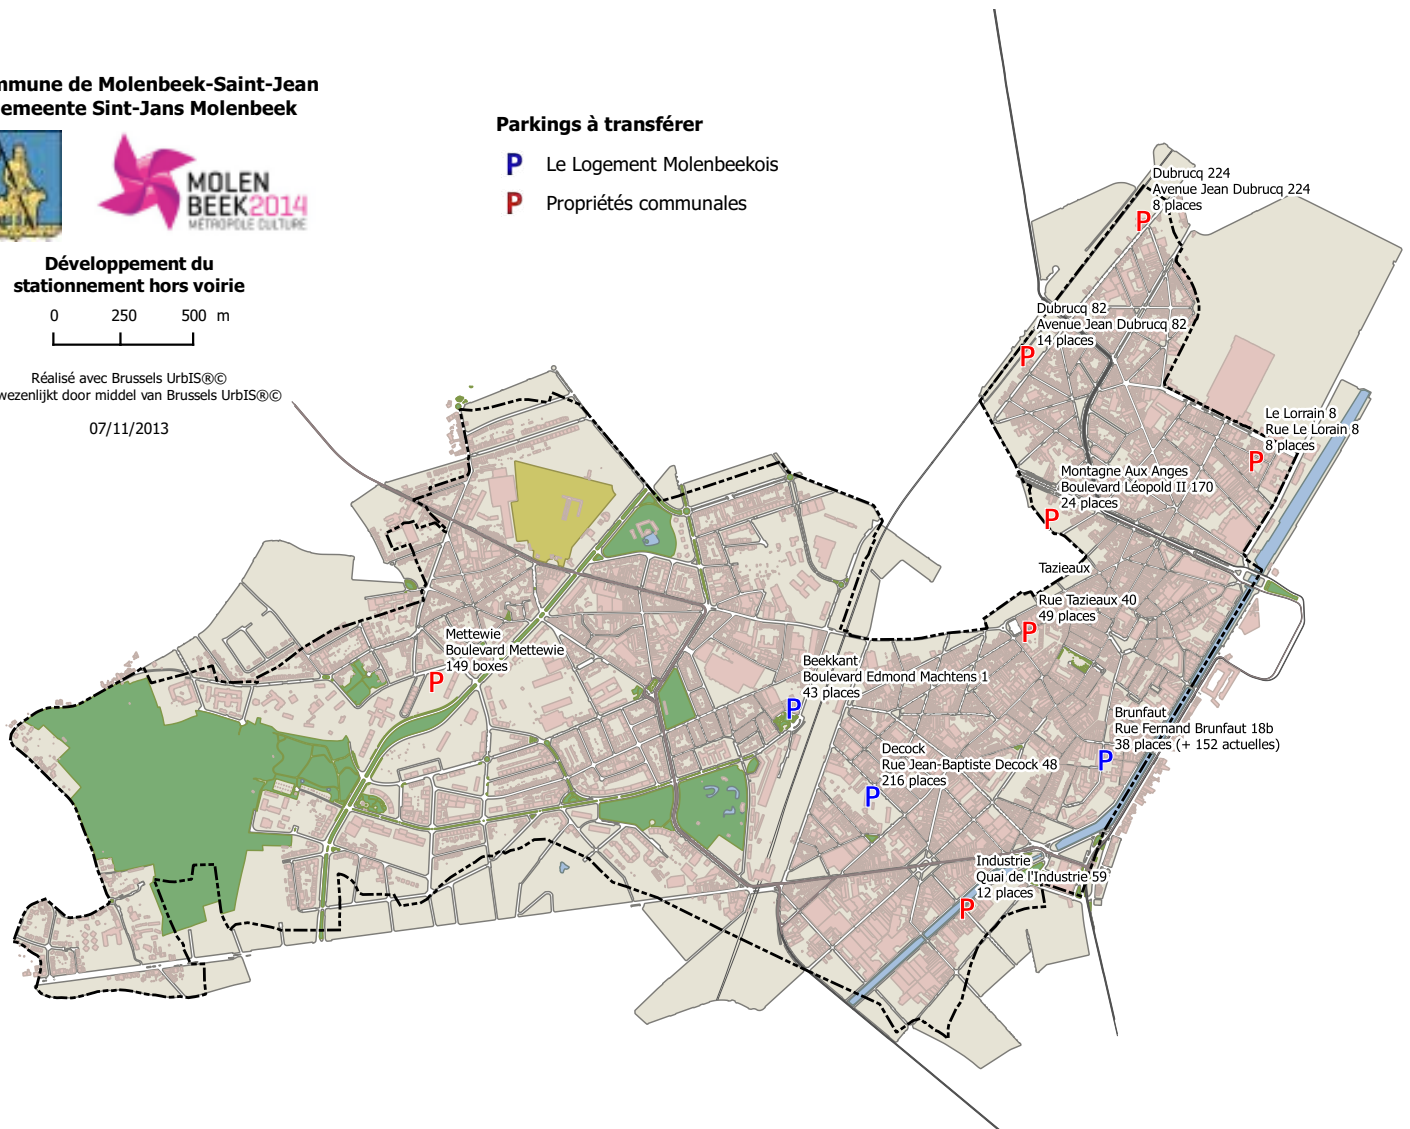 mmune de Molenbeek-Saint-Jean
emeente Sint-Jans Molenbeek
MOLEN
BEEK2014
MÉTROPOLE CULTURE
Développement du
stationnement hors voirie
0 250 500 m
Réalisé avec Brussels UrbIS®©
wezenlijkt door middel van Brussels UrbIS®©
07/11/2013
Parkings à transférer
P Le Logement Molenbeekois
P Propriétés communales
Dubrucq 224
Avenue Jean Dubrucq 224
8 places
P
Dubrucq 82
Avenue Jean Dubrucq 82
14 places
P
Le Lorrain 8
Rue Le Lorain 8
8 places
P
Montagne Aux Anges
Boulevard Léopold II 170
24 places
P
Tazieaux
Rue Tazieaux 40
49 places
P
Mettewie
Boulevard Mettewie
149 boxes
P
Beekkant
Boulevard Edmond Machtens 1
43 places
P
Brunfaut
Rue Fernand Brunfaut 18b
38 places (+ 152 actuelles)
P
Decock
Rue Jean-Baptiste Decock 48
216 places
P
Industrie
Quai de l'Industrie 59
12 places
P